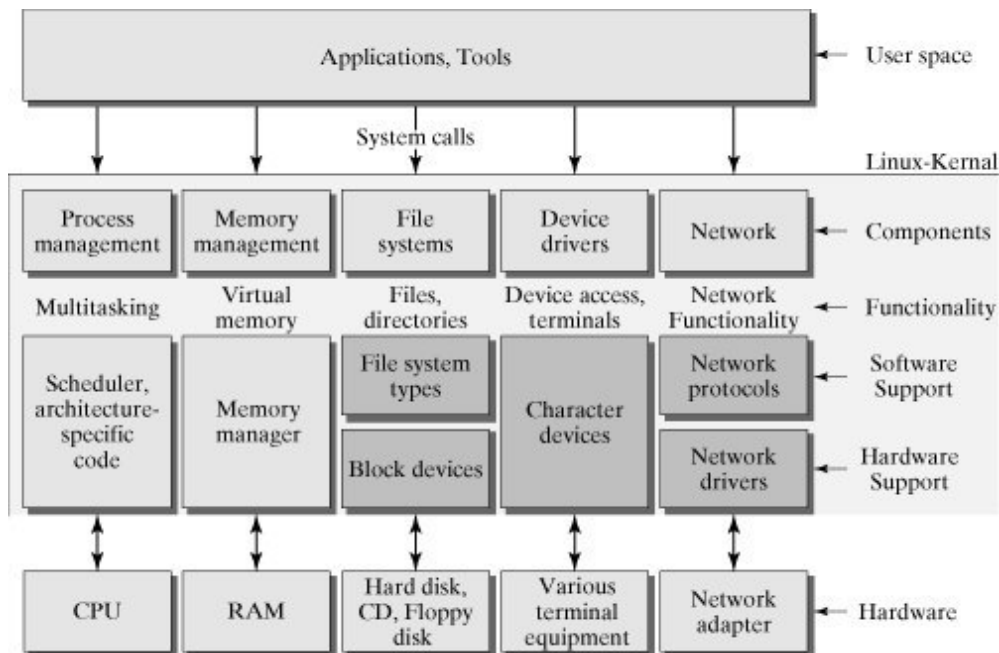 Applications, Tools
User space
System calls
Linux-Kernel
Process
management
Memory
management
File
systems
Device
drivers
Network
Components
Multitasking
Virtual
memory
Files,
directories
Device access,
terminals
Network
Functionality
Functionality
Scheduler,
architecture-
specific
code
Memory
manager
File system
types
Block devices
Character
devices
Network
protocols
Network
drivers
Software
Support
Hardware
Support
CPU
RAM
Hard disk,
CD, Floppy
disk
Various
terminal
equipment
Network
adapter
Hardware